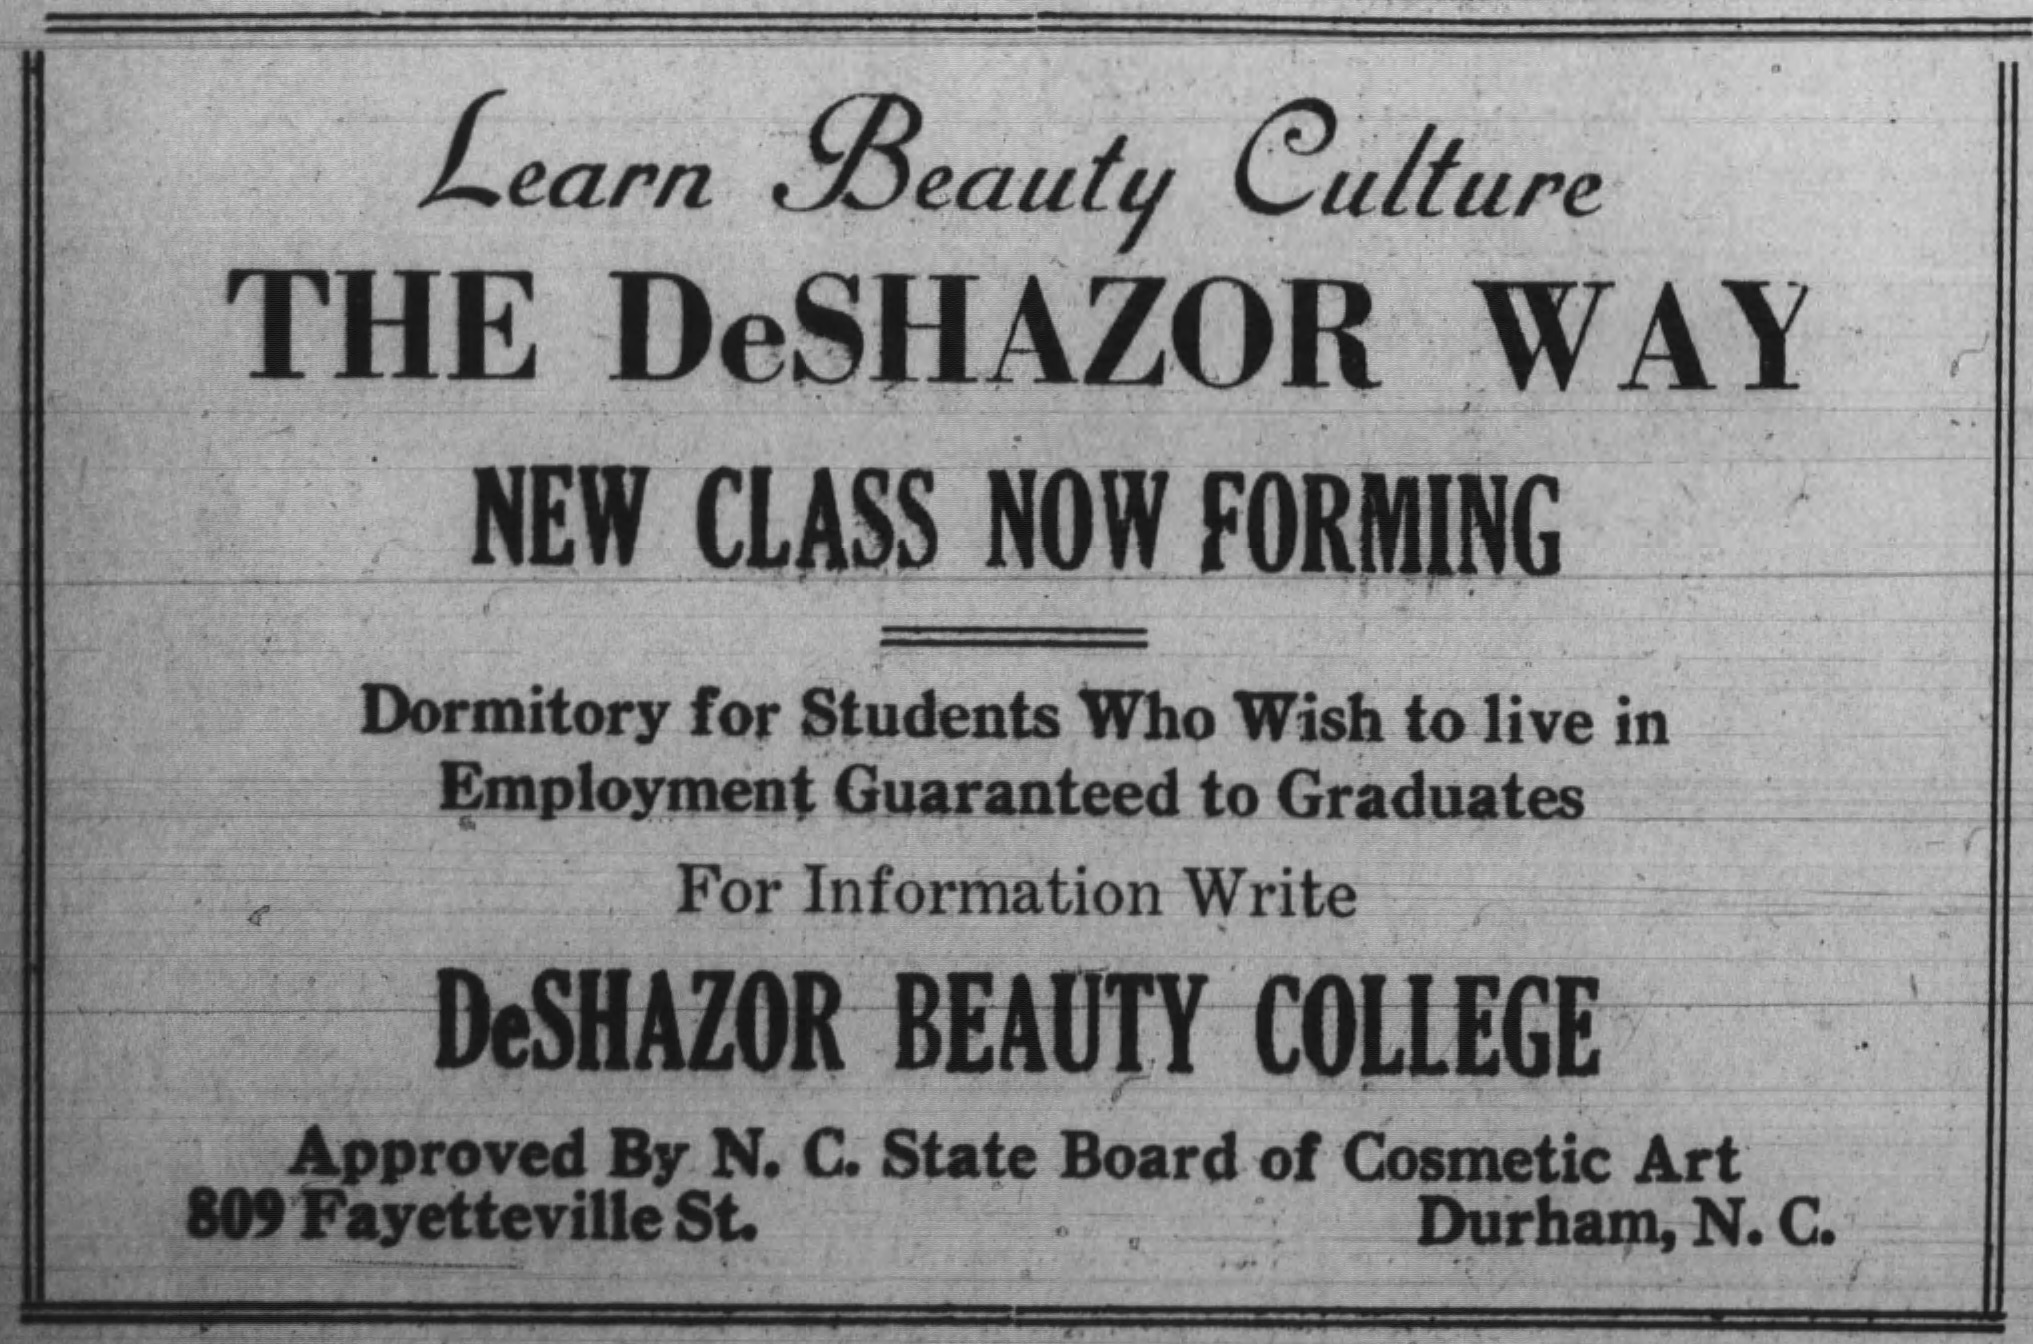 Learn Beauty Culture
THE DeSHAZOR WAY
NEW CLASS NOW FORMING
Dormitory for Students Who Wish to live in
Employment Guaranteed to Graduates
For Information Write
DeSHAZOR BEAUTY COLLEGE
Approved By N. C. State Board of Cosmetic Art
809 Fayetteville St. Durham, N. C.